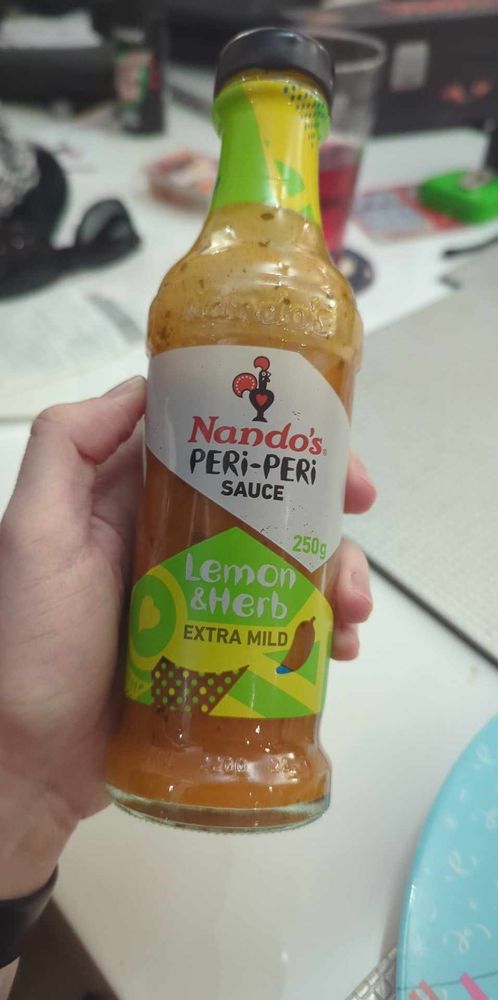 Nando's
Nando's
PERi-PERi
SAUCE
250g
Lemon
&Herb
EXTRA MILD